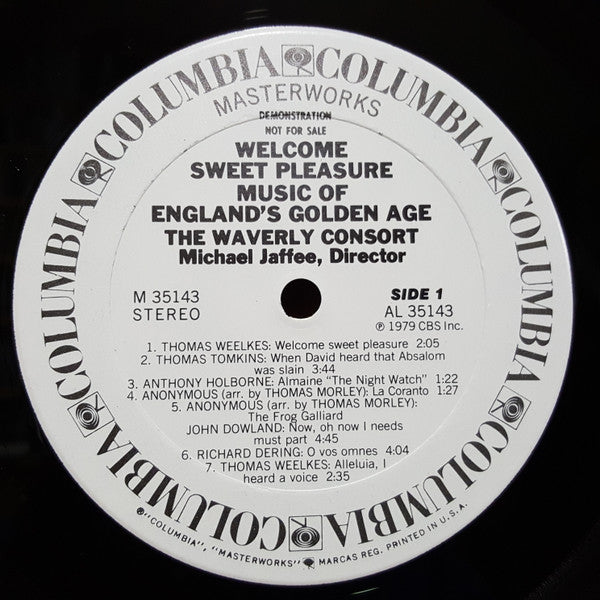 COLUMBIA COLUMBIA COLUMBIA COLUMBIA COLUMBIA COLUMBIA COLUMBIA
MASTERWORKS
DEMONSTRATION
NOT FOR SALE
WELCOME
SWEET PLEASURE
MUSIC OF
ENGLAND'S GOLDEN AGE
THE WAVERLY CONSORT
Michael Jaffee, Director
M 35143
STEREO
SIDE 1
AL 35143
℗ 1979 CBS Inc.
1. THOMAS WEELKES: Welcome sweet pleasure 2:05
2. THOMAS TOMKINS: When David heard that Absalom
was slain 3:44
3. ANTHONY HOLBORNE: Almaine "The Night Watch" 1:22
4. ANONYMOUS (arr. by THOMAS MORLEY): La Coranto 1:27
5. ANONYMOUS (arr. by THOMAS MORLEY):
The Frog Galliard
JOHN DOWLAND: Now, oh now I needs
must part 4:45
6. RICHARD DERING: O vos omnes 4:04
7. THOMAS WEELKES: Alleluia, I
heard a voice 2:35
® "COLUMBIA", "MASTERWORKS" MARCAS REG. PRINTED IN U.S.A.